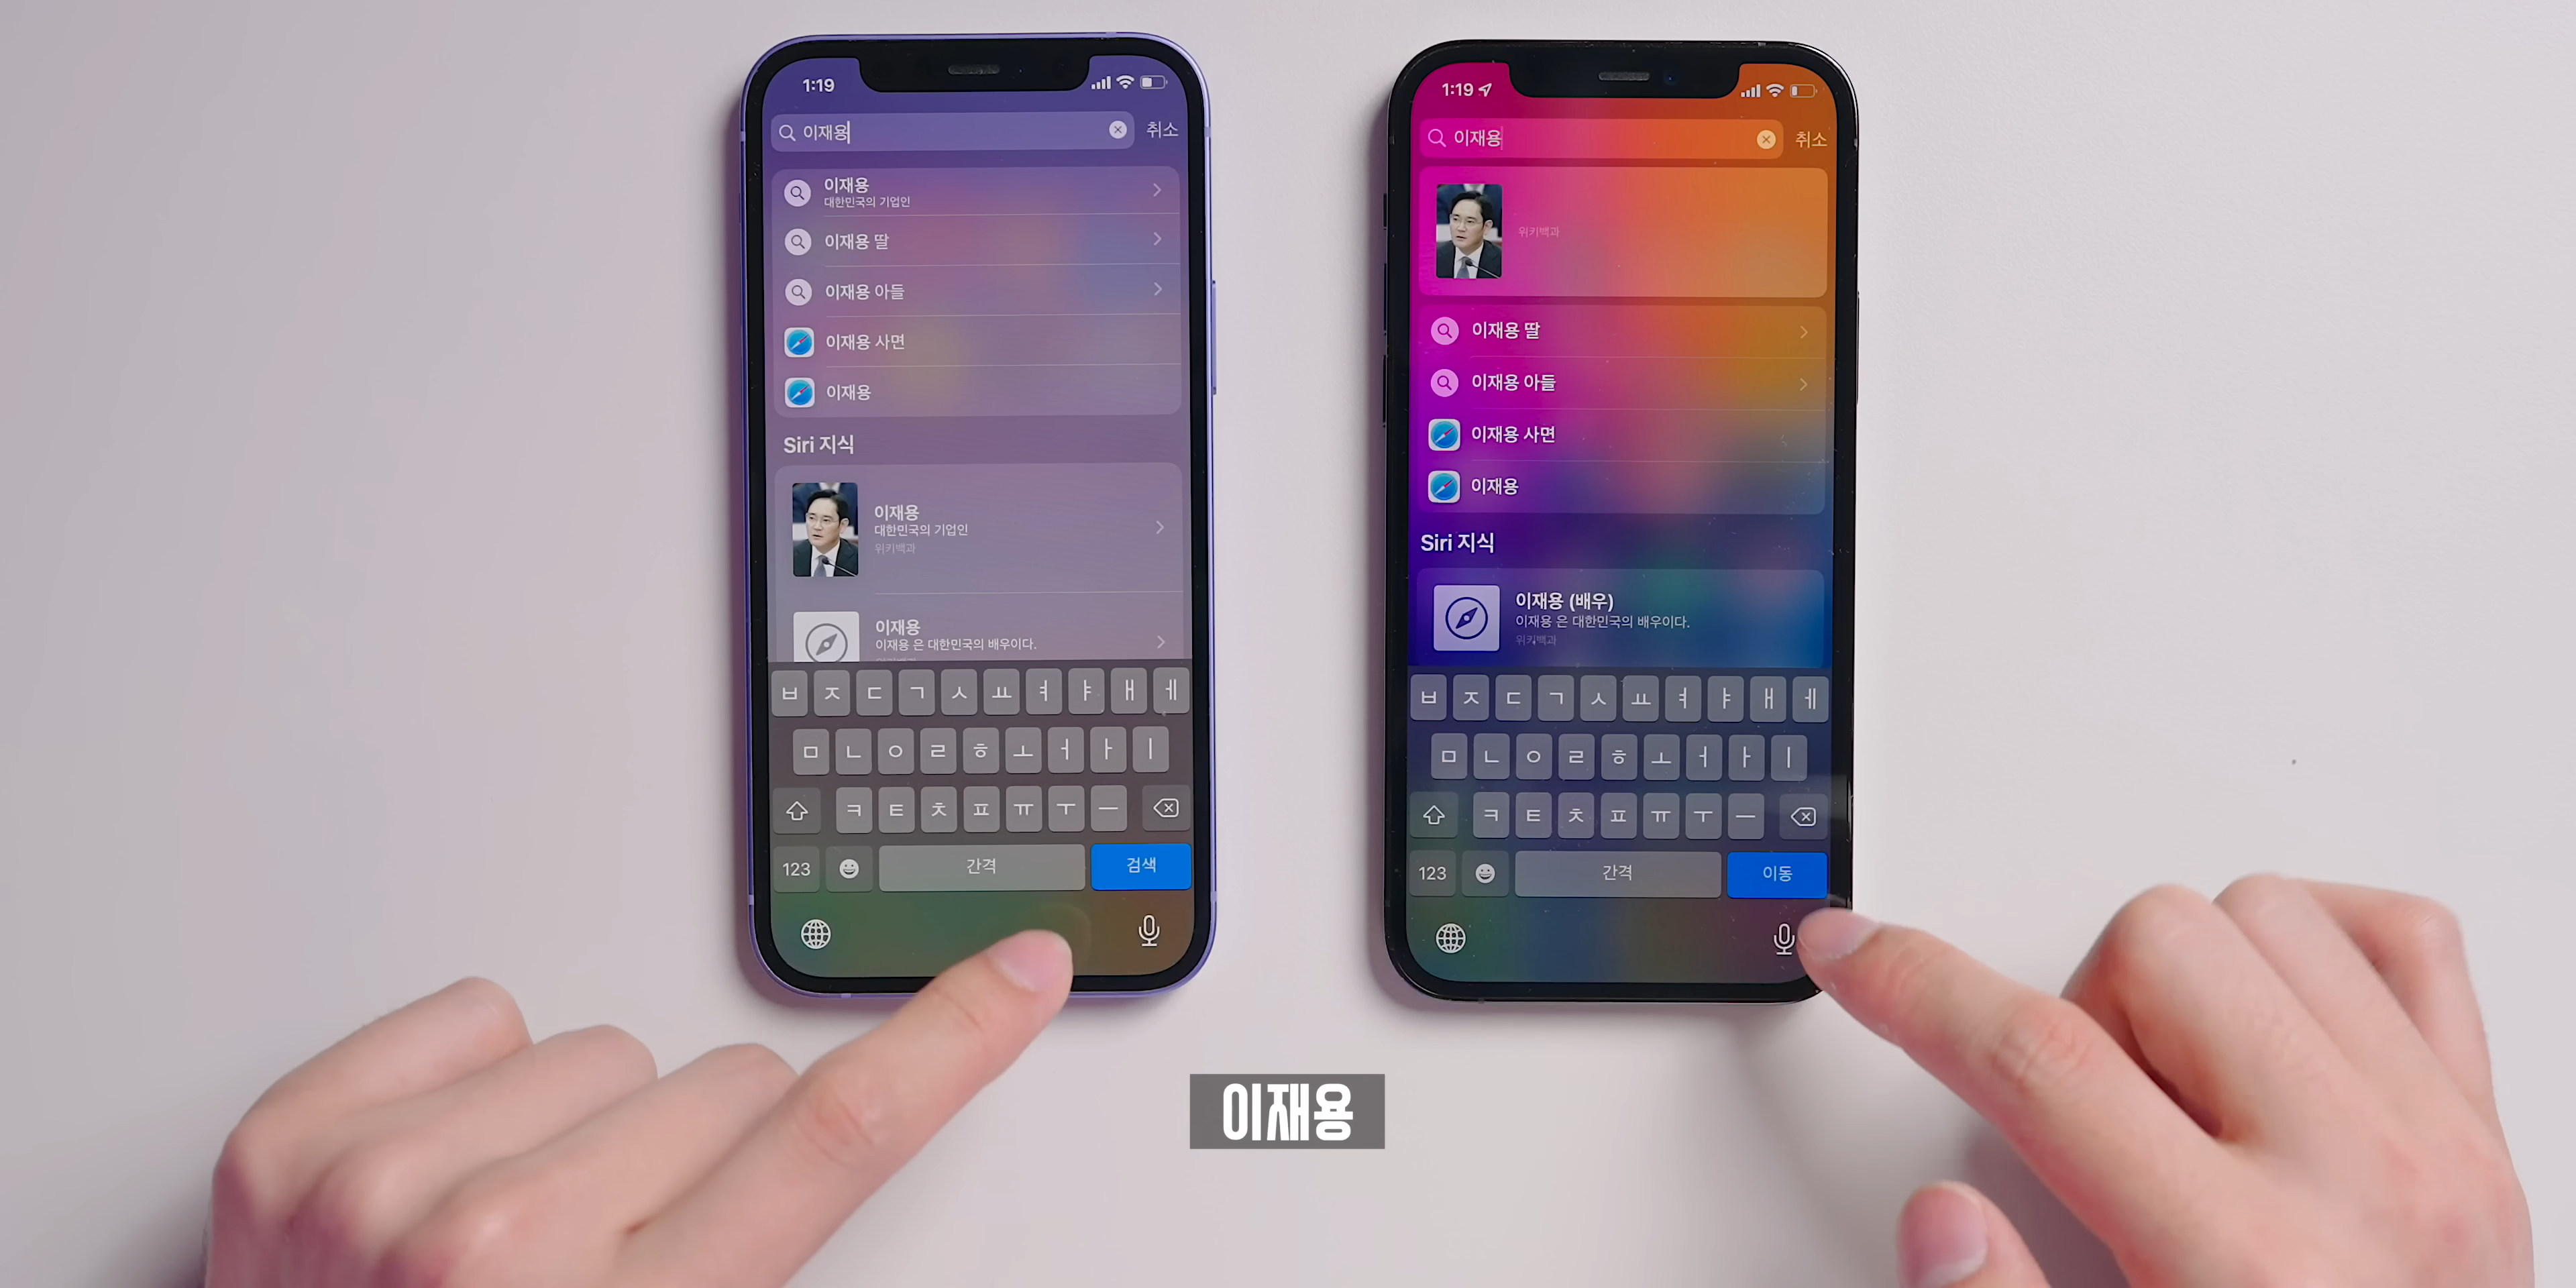 1:19
이재용
취소
이재용
대한민국의 기업인
이재용 딸
이재용 아들
이재용 사면
이재용
Siri 지식
이재용
대한민국의 기업인
위키백과
이재용
이재용 은 대한민국의 배우이다.
ㅂ ㅈ ㄷ ㄱ ㅅ ㅛ ㅕ ㅑ ㅐ ㅔ
ㅁ ㄴ ㅇ ㄹ ㅎ ㅗ ㅓ ㅏ ㅣ
ㅋ ㅌ ㅊ ㅍ ㅠ ㅜ ㅡ
123 간격 검색
1:19
이재용
취소
위키백과
이재용 딸
이재용 아들
이재용 사면
이재용
Siri 지식
이재용 (배우)
이재용 은 대한민국의 배우이다.
위키백과
ㅂ ㅈ ㄷ ㄱ ㅅ ㅛ ㅕ ㅑ ㅐ ㅔ
ㅁ ㄴ ㅇ ㄹ ㅎ ㅗ ㅓ ㅏ ㅣ
ㅋ ㅌ ㅊ ㅍ ㅠ ㅜ ㅡ
123 간격 이동
이재용